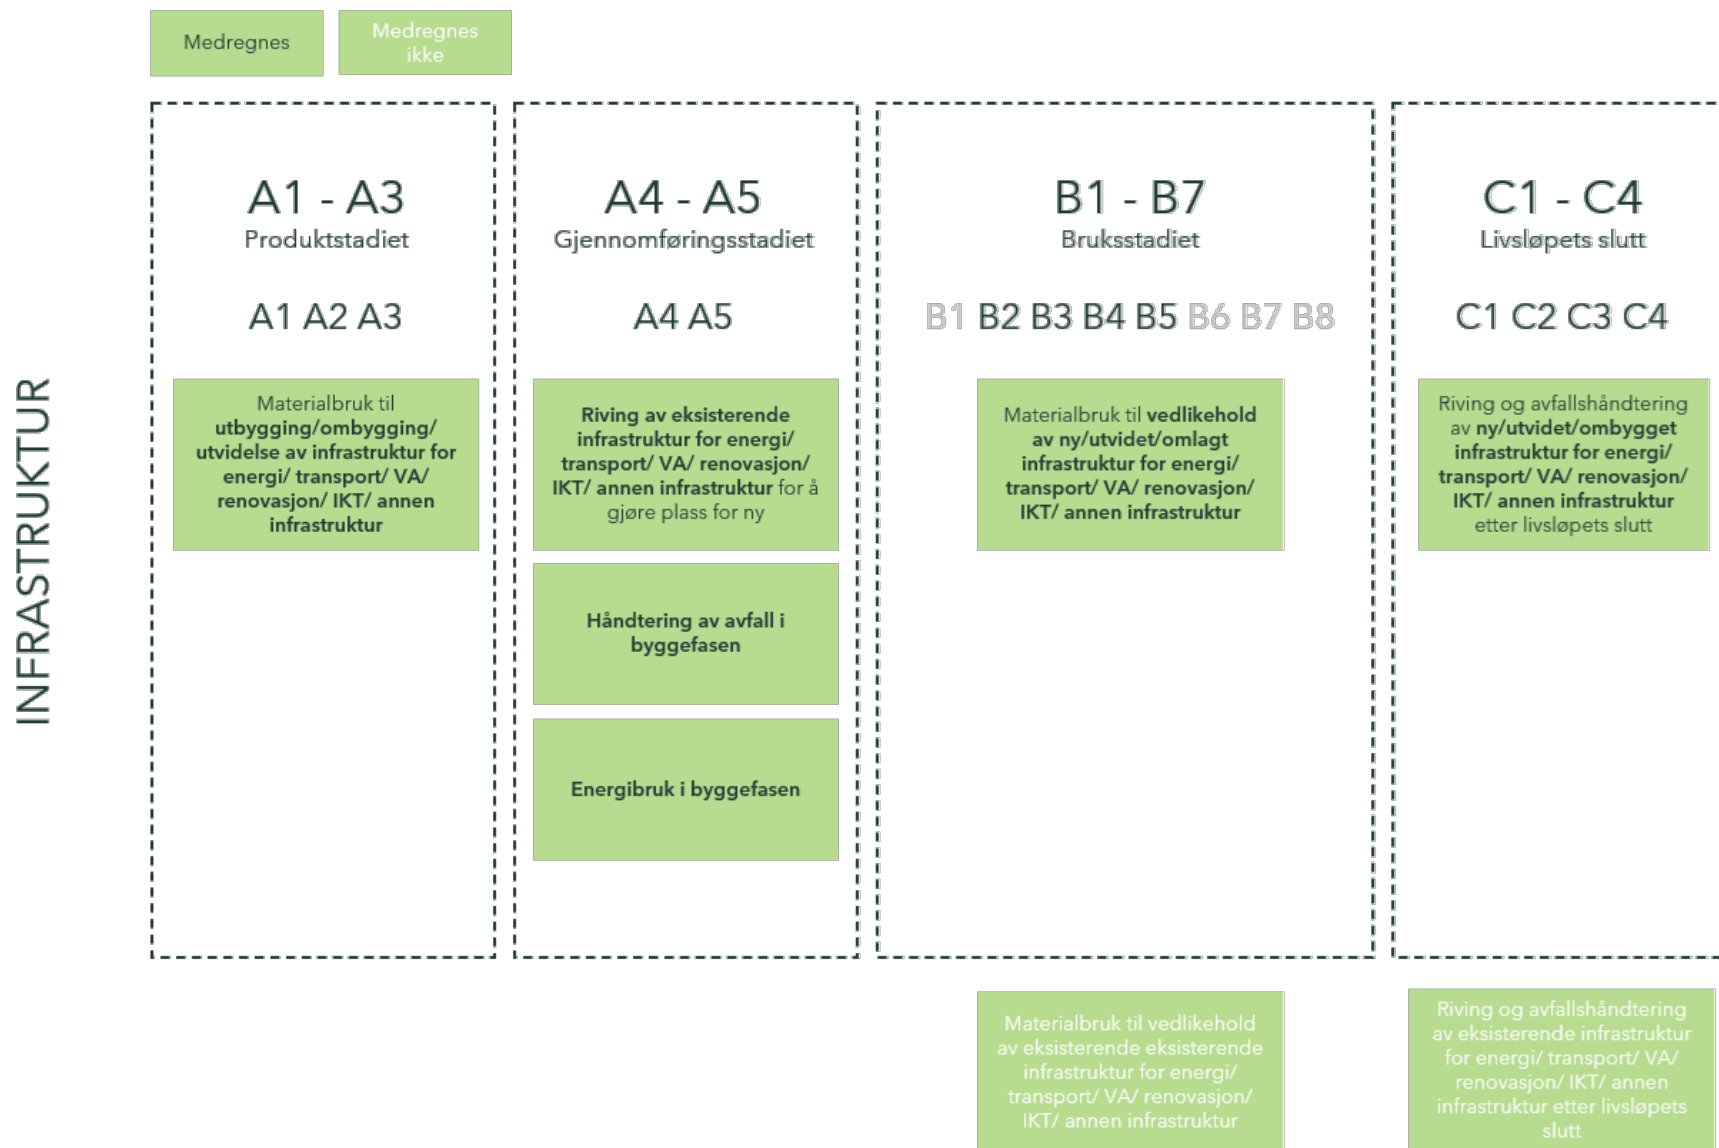 Medregnes
Medregnes
ikke
INFRASTRUKTUR
A1 - A3
Produktstadiet
A1 A2 A3
Materialbruk til
utbygging/ombygging/
utvidelse av infrastruktur for
energi/ transport/ VA/
renovasjon/ IKT/ annen
infrastruktur
A4 - A5
Gjennomføringsstadiet
A4 A5
Riving av eksisterende
infrastruktur for energi/
transport/ VA/ renovasjon/
IKT/ annen infrastruktur for å
gjøre plass for ny
Håndtering av avfall i
byggefasen
Energibruk i byggefasen
B1 - B7
Bruksstadiet
B1 B2 B3 B4 B5 B6 B7 B8
Materialbruk til vedlikehold
av ny/utvidet/omlagt
infrastruktur for energi/
transport/ VA/ renovasjon/
IKT/ annen infrastruktur
Materialbruk til vedlikehold
av eksisterende eksisterende
infrastruktur for energi/
transport/ VA/ renovasjon/
IKT/ annen infrastruktur
C1 - C4
Livsløpets slutt
C1 C2 C3 C4
Riving og avfallshåndtering
av ny/utvidet/ombygget
infrastruktur for energi/
transport/ VA/ renovasjon/
IKT/ annen infrastruktur
etter livsløpets slutt
Riving og avfallshåndtering
av eksisterende infrastruktur
for energi/ transport/ VA/
renovasjon/ IKT/ annen
infrastruktur etter livsløpets
slutt